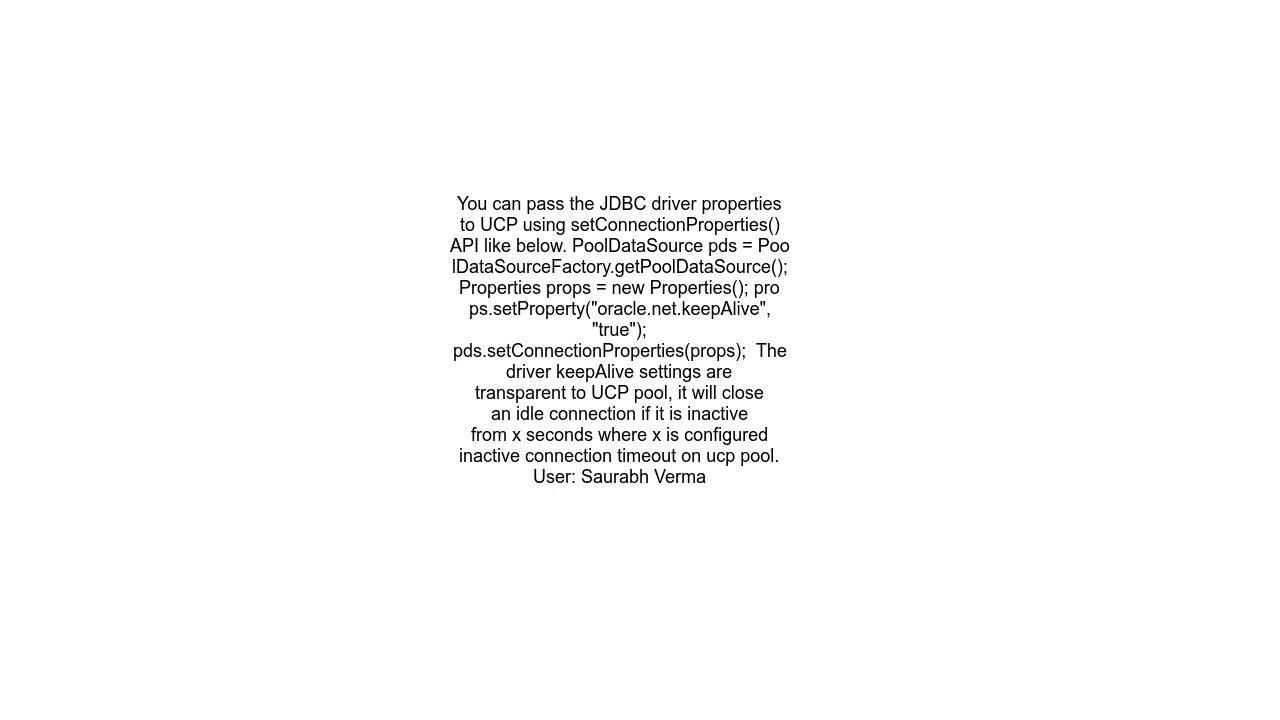 You can pass the JDBC driver properties
to UCP using setConnectionProperties()
API like below. PoolDataSource pds = Poo
lDataSourceFactory.getPoolDataSource();
Properties props = new Properties(); pro
ps.setProperty("oracle.net.keepAlive",
"true");
pds.setConnectionProperties(props);  The
driver keepAlive settings are
transparent to UCP pool, it will close
an idle connection if it is inactive
from x seconds where x is configured
inactive connection timeout on ucp pool.
User: Saurabh Verma